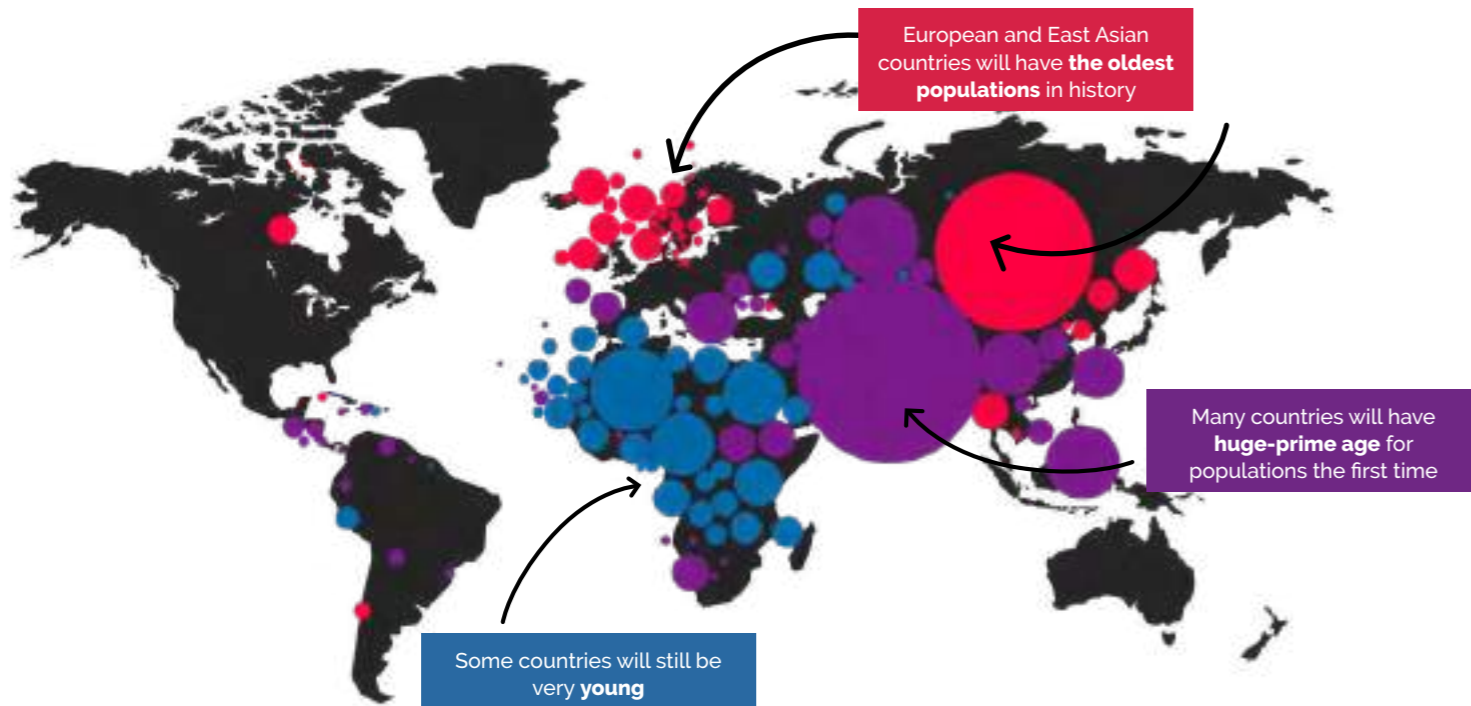 European and East Asian
countries will have the oldest
populations in history
Many countries will have
huge-prime age for
populations the first time
Some countries will still be
very young